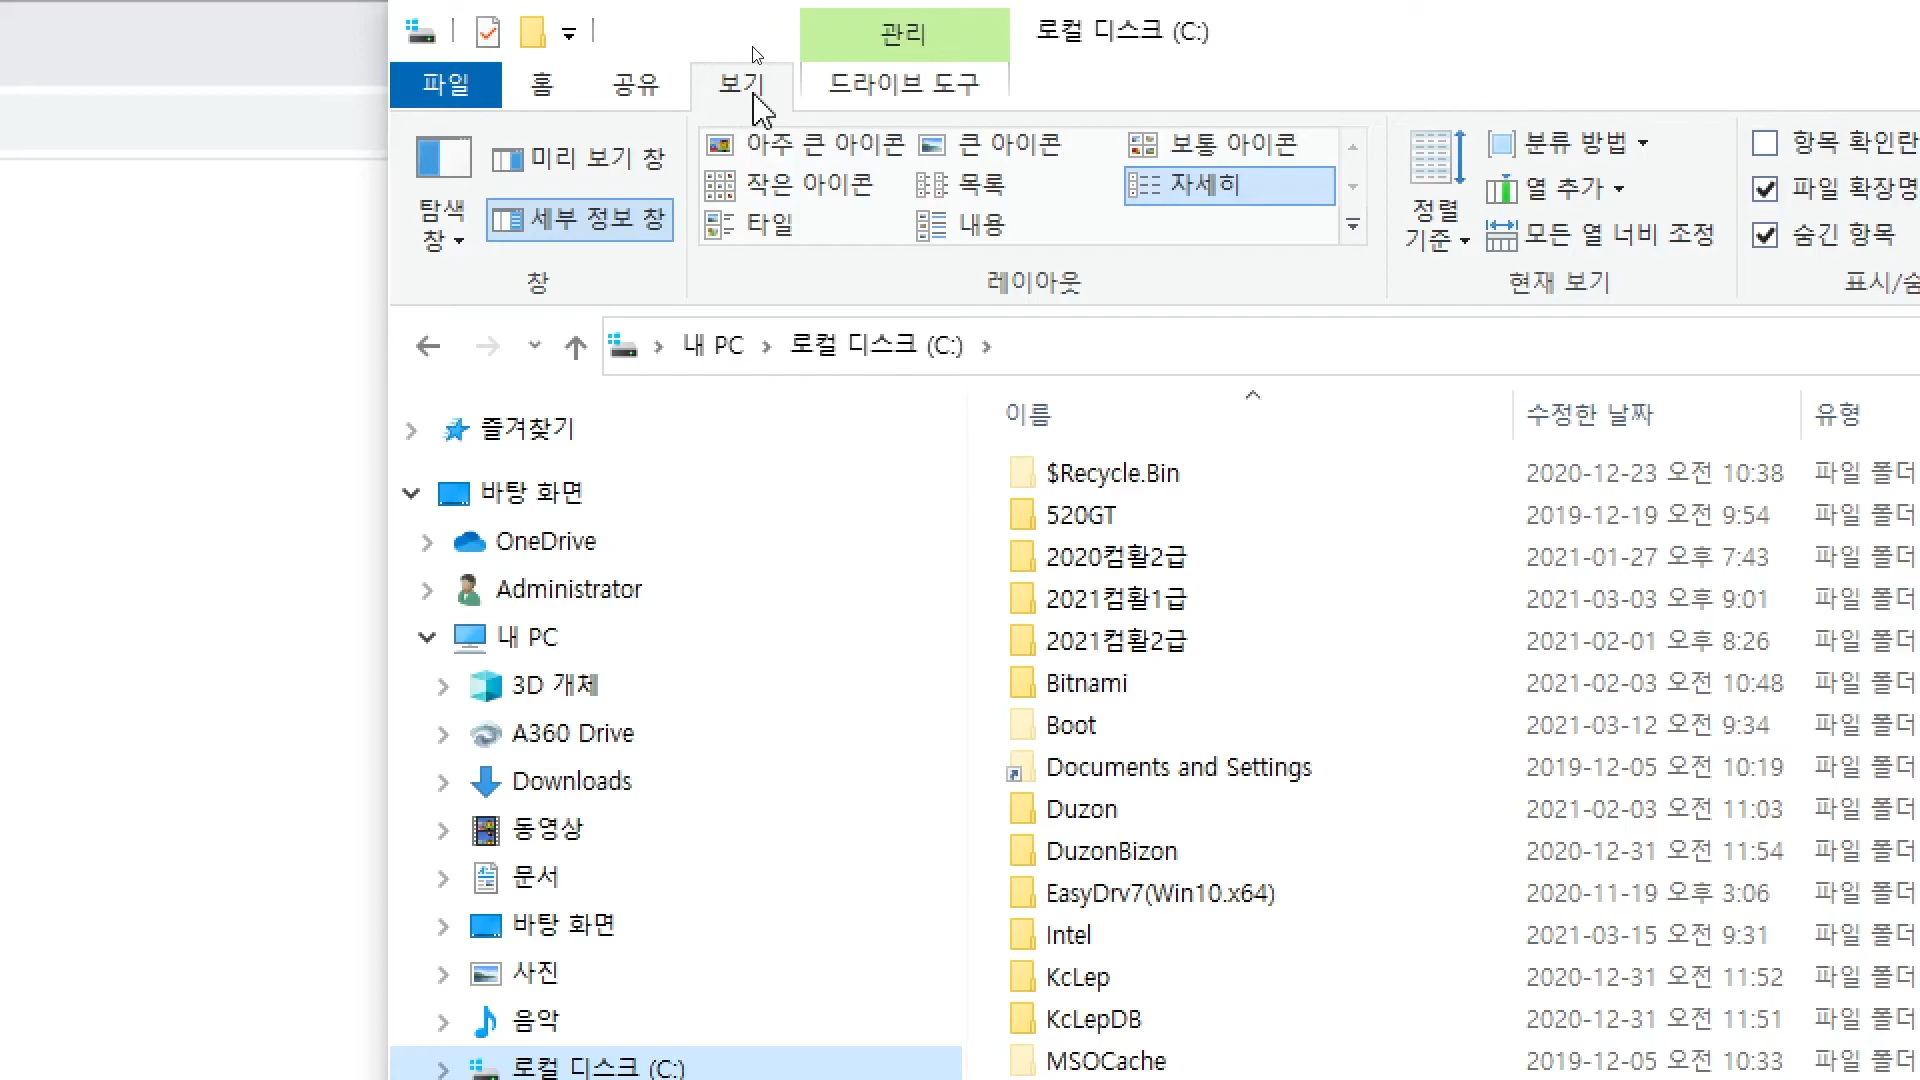 관리
로컬 디스크 (C:)
파일
홈
공유
보기
드라이브 도구
탐색
창
미리 보기 창
세부 정보 창
창
아주 큰 아이콘
큰 아이콘
보통 아이콘
작은 아이콘
목록
자세히
타일
내용
레이아웃
정렬
기준
분류 방법
열 추가
모든 열 너비 조정
현재 보기
항목 확인란
파일 확장명
숨긴 항목
표시/숨
내 PC
로컬 디스크 (C:)
즐겨찾기
바탕 화면
OneDrive
Administrator
내 PC
3D 개체
A360 Drive
Downloads
동영상
문서
바탕 화면
사진
음악
로컬 디스크 (C:)
이름 수정한 날짜 유형
$Recycle.Bin 2020-12-23 오전 10:38 파일 폴더
520GT 2019-12-19 오전 9:54 파일 폴더
2020컴활2급 2021-01-27 오후 7:43 파일 폴더
2021컴활1급 2021-03-03 오후 9:01 파일 폴더
2021컴활2급 2021-02-01 오후 8:26 파일 폴더
Bitnami 2021-02-03 오전 10:48 파일 폴더
Boot 2021-03-12 오전 9:34 파일 폴더
Documents and Settings 2019-12-05 오전 10:19 파일 폴더
Duzon 2021-02-03 오전 11:03 파일 폴더
DuzonBizon 2020-12-31 오전 11:54 파일 폴더
EasyDrv7(Win10.x64) 2020-11-19 오후 3:06 파일 폴더
Intel 2021-03-15 오전 9:31 파일 폴더
KcLep 2020-12-31 오전 11:52 파일 폴더
KcLepDB 2020-12-31 오전 11:51 파일 폴더
MSOCache 2019-12-05 오전 10:33 파일 폴더